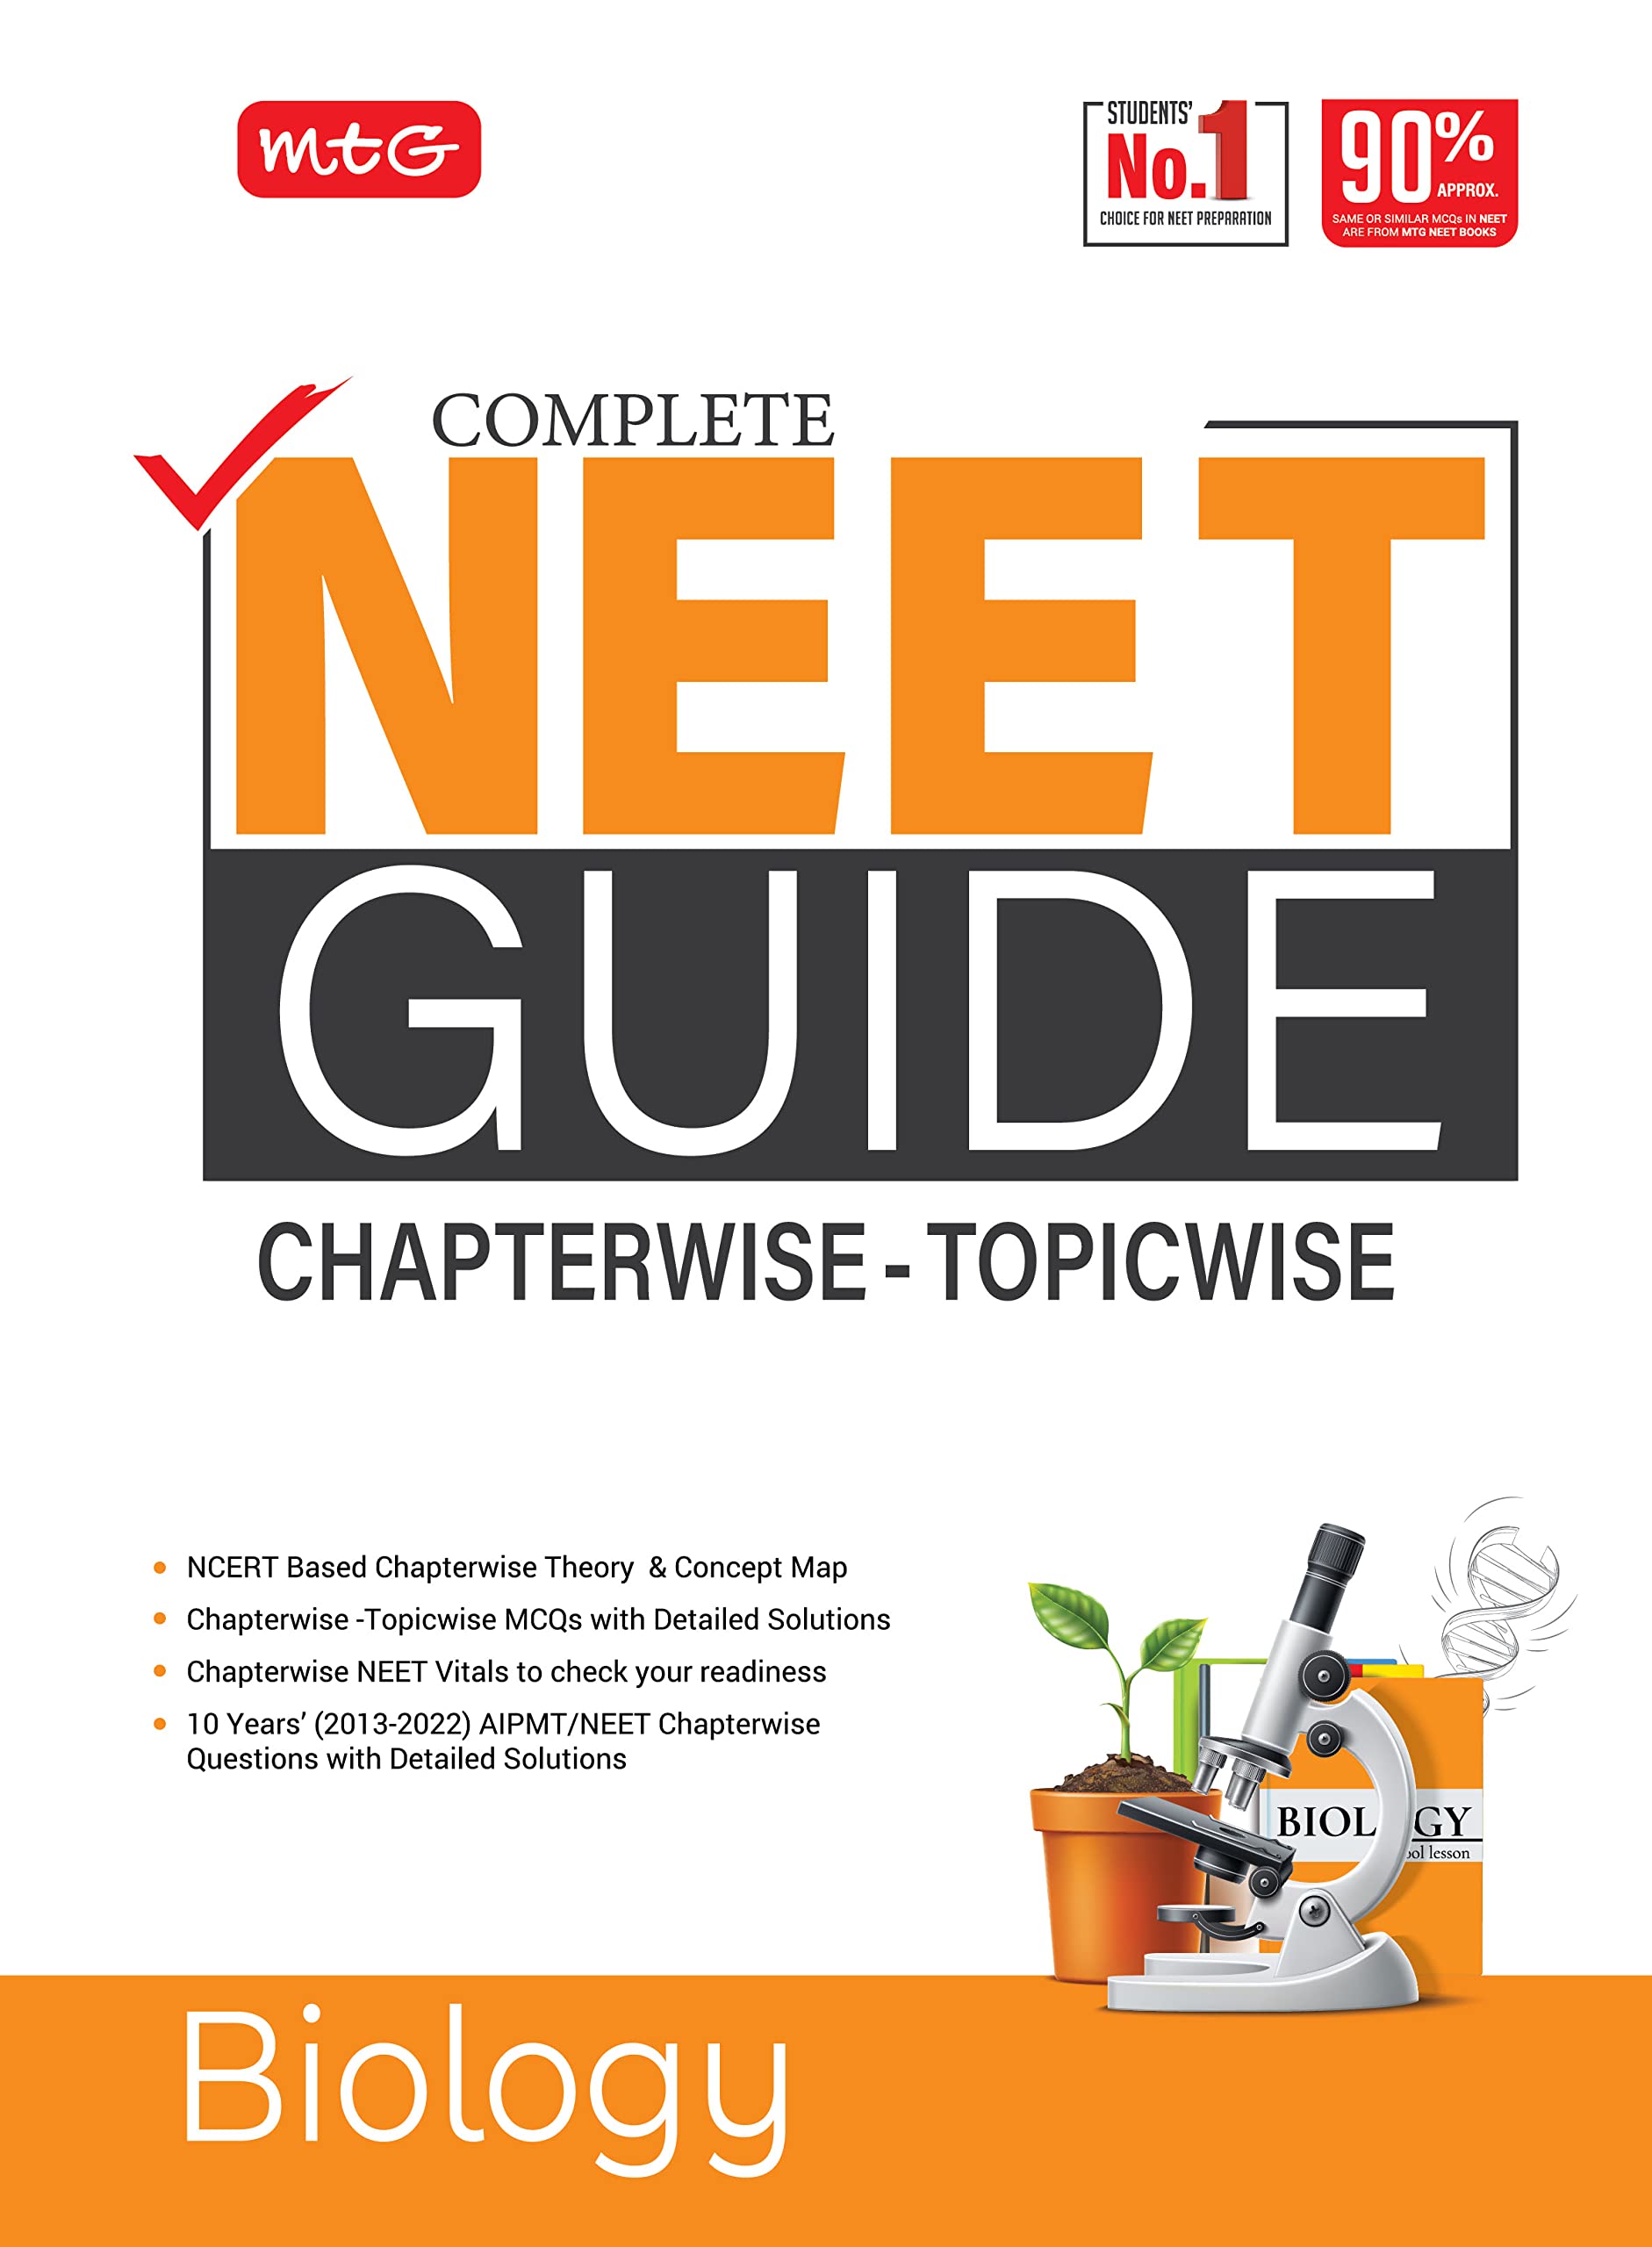 mtG
STUDENTS'
No.1
CHOICE FOR NEET PREPARATION
90%
APPROX.
SAME OR SIMILAR MCQs IN NEET
ARE FROM MTG NEET BOOKS
COMPLETE
NEET
GUIDE
CHAPTERWISE - TOPICWISE
• NCERT Based Chapterwise Theory & Concept Map
• Chapterwise -Topicwise MCQs with Detailed Solutions
• Chapterwise NEET Vitals to check your readiness
• 10 Years’ (2013-2022) AIPMT/NEET Chapterwise
Questions with Detailed Solutions
BIOL GY
ol lesson
Biology